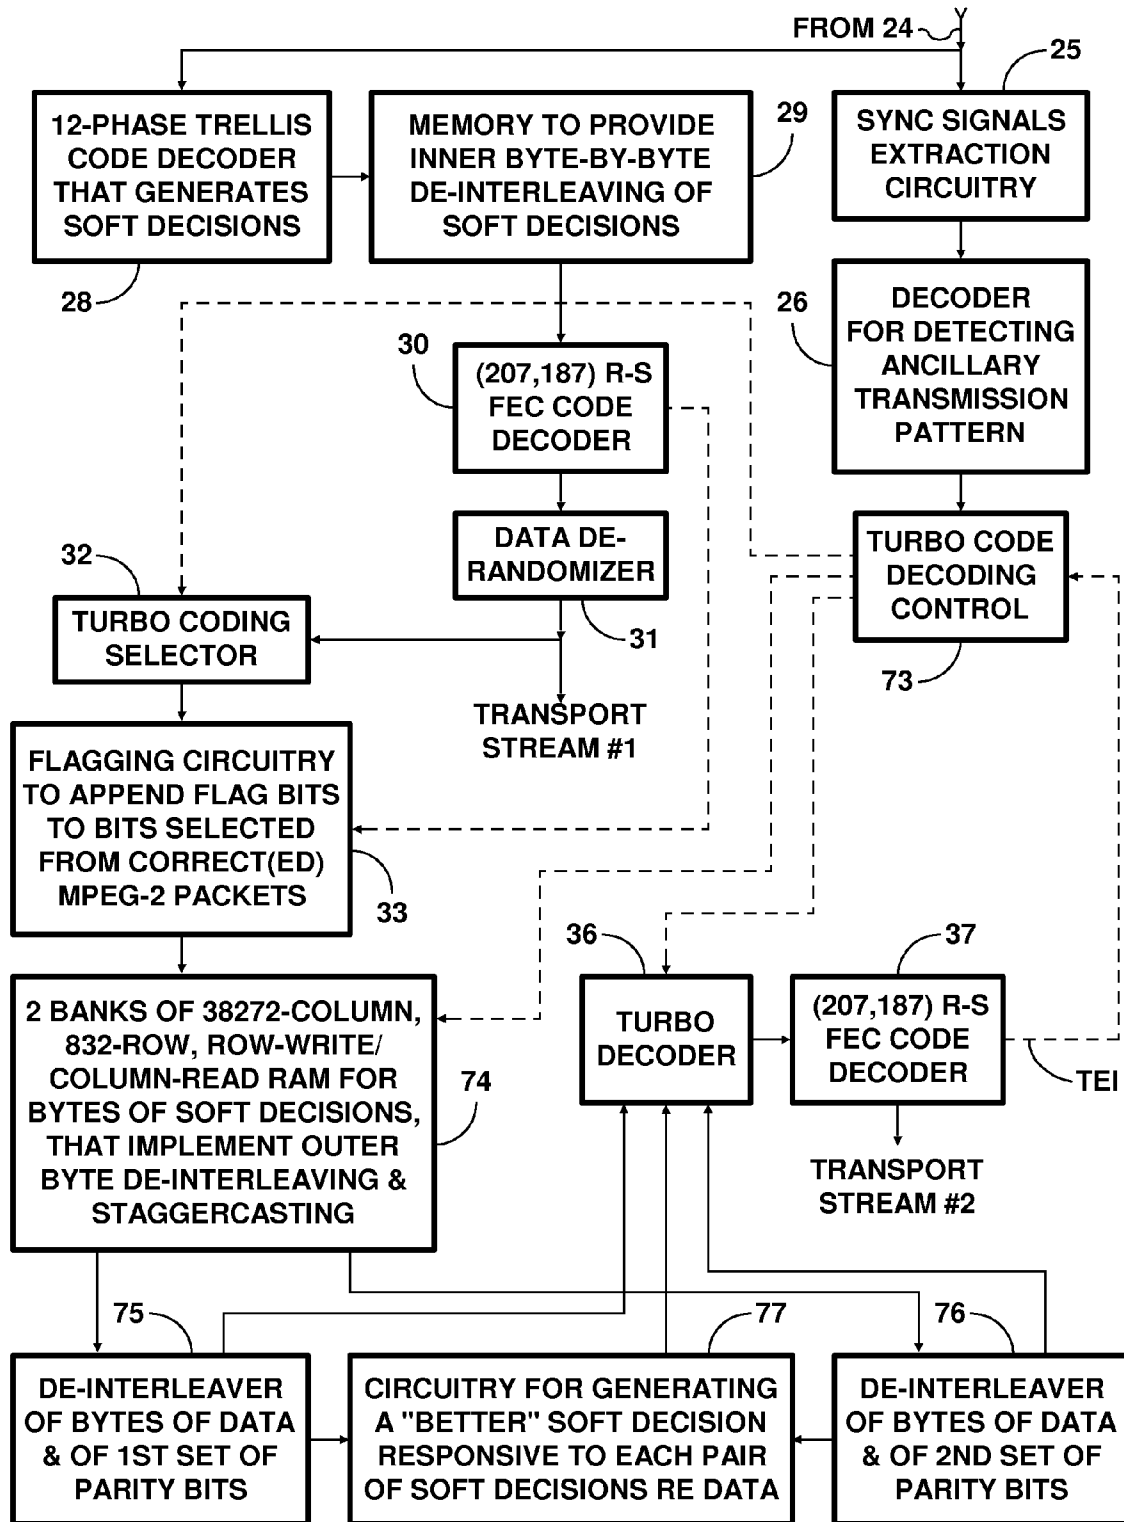 FROM 24
25
12-PHASE TRELLIS
CODE DECODER
THAT GENERATES
SOFT DECISIONS
28
MEMORY TO PROVIDE
INNER BYTE-BY-BYTE
DE-INTERLEAVING OF
SOFT DECISIONS
29
SYNC SIGNALS
EXTRACTION
CIRCUITRY
26
DECODER
FOR DETECTING
ANCILLARY
TRANSMISSION
PATTERN
30
(207,187) R-S
FEC CODE
DECODER
DATA DE-
RANDOMIZER
31
32
TURBO CODING
SELECTOR
TURBO CODE
DECODING
CONTROL
73
TRANSPORT
STREAM #1
FLAGGING CIRCUITRY
TO APPEND FLAG BITS
TO BITS SELECTED
FROM CORRECT(ED)
MPEG-2 PACKETS
33
36
37
2 BANKS OF 38272-COLUMN,
832-ROW, ROW-WRITE/
COLUMN-READ RAM FOR
BYTES OF SOFT DECISIONS,
THAT IMPLEMENT OUTER
BYTE DE-INTERLEAVING &
STAGGERCASTING
74
TURBO
DECODER
(207,187) R-S
FEC CODE
DECODER
TEI
TRANSPORT
STREAM #2
75
77
76
DE-INTERLEAVER
OF BYTES OF DATA
& OF 1ST SET OF
PARITY BITS
CIRCUITRY FOR GENERATING
A "BETTER" SOFT DECISION
RESPONSIVE TO EACH PAIR
OF SOFT DECISIONS RE DATA
DE-INTERLEAVER
OF BYTES OF DATA
& OF 2ND SET OF
PARITY BITS